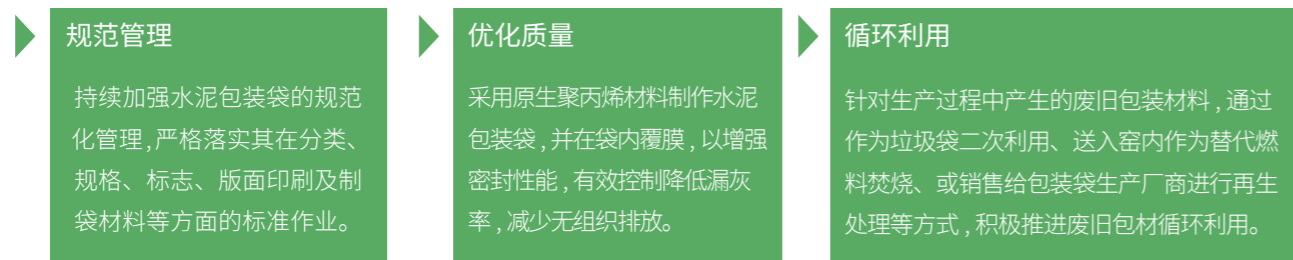 规范管理
持续加强水泥包装袋的规范
化管理,严格落实其在分类、
规格、标志、版面印刷及制
袋材料等方面的标准作业。
优化质量
采用原生聚丙烯材料制作水泥
包装袋,并在袋内覆膜,以增强
密封性能,有效控制降低漏灰
率,减少无组织排放。
循环利用
针对生产过程中产生的废旧包装材料,通过
作为垃圾袋二次利用、送入窑内作为替代燃
料焚烧、或销售给包装袋生产厂商进行再生
处理等方式,积极推进废旧包材循环利用。